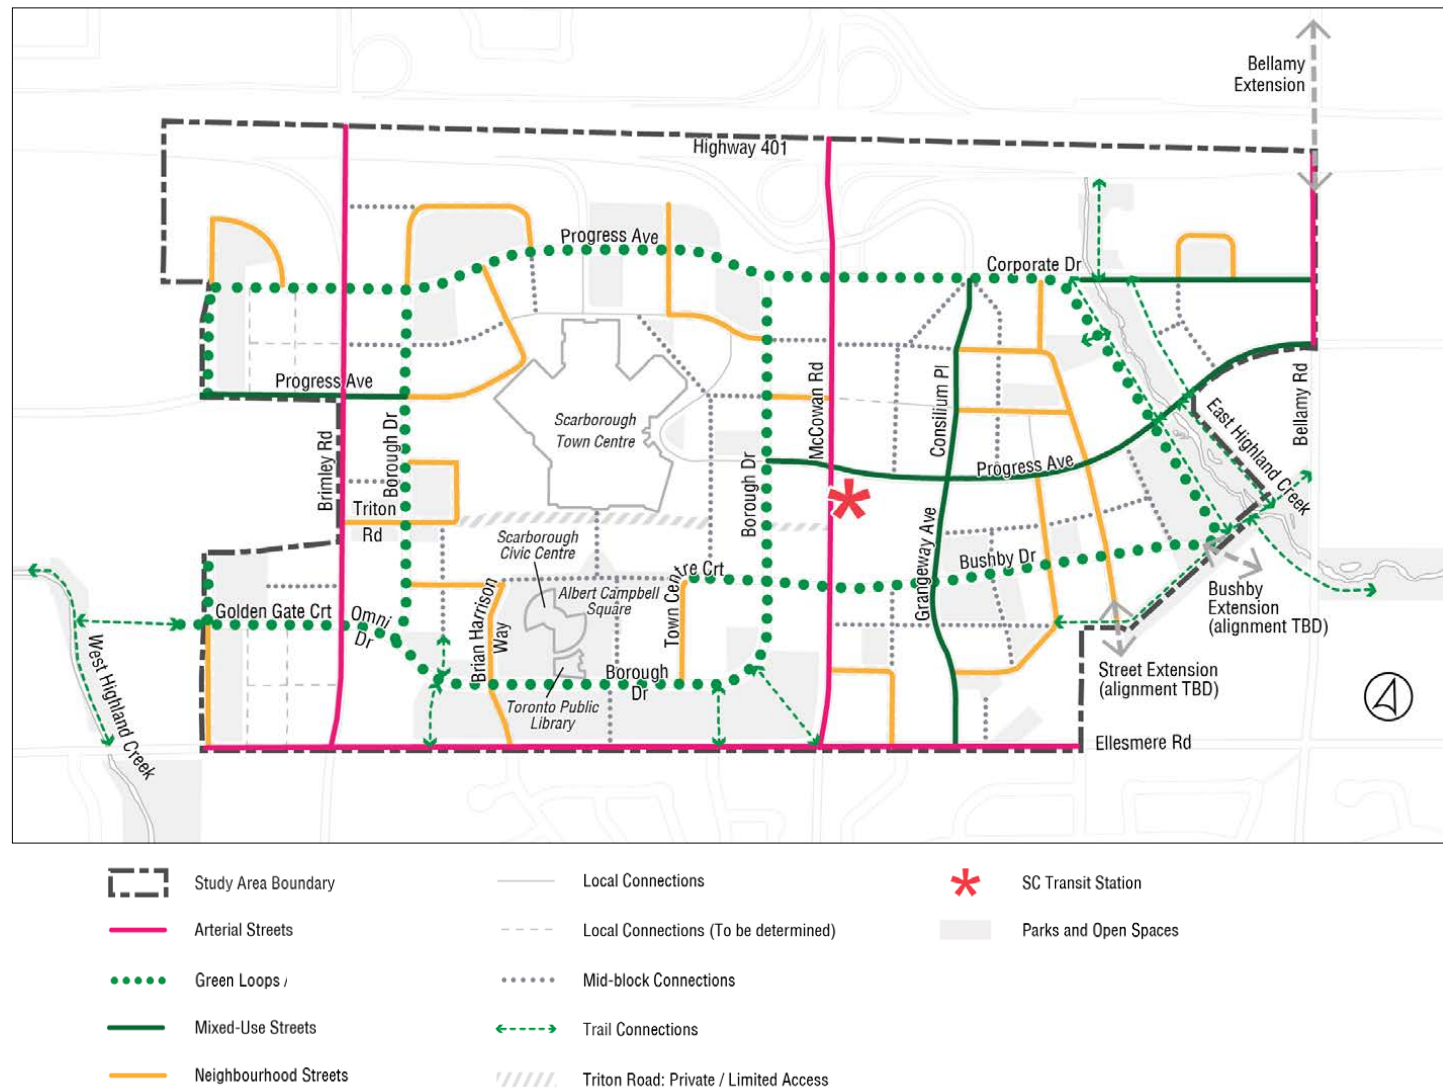 Bellamy
Extension
Highway 401
Progress Ave
Corporate Dr
Progress Ave
Brimley Rd
Borough Dr
Scarborough
Town Centre
Borough Dr
McCowan Rd
Consilium Pl
Progress Ave
East Highland Creek
Bellamy Rd
Triton
Rd
Scarborough
Civic Centre
Albert Campbell
Square
Town Centre Crt
Grangeway Ave
Bushby Dr
Bushby
Extension
(alignment TBD)
Golden Gate Crt
Omni
Dr
Brian Harrison
Way
Borough
Dr
Toronto Public
Library
Street Extension
(alignment TBD)
West Highland Creek
Ellesmere Rd
Study Area Boundary
Arterial Streets
Green Loops /
Mixed-Use Streets
Neighbourhood Streets
Local Connections
Local Connections (To be determined)
Mid-block Connections
Trail Connections
Triton Road: Private / Limited Access
SC Transit Station
Parks and Open Spaces